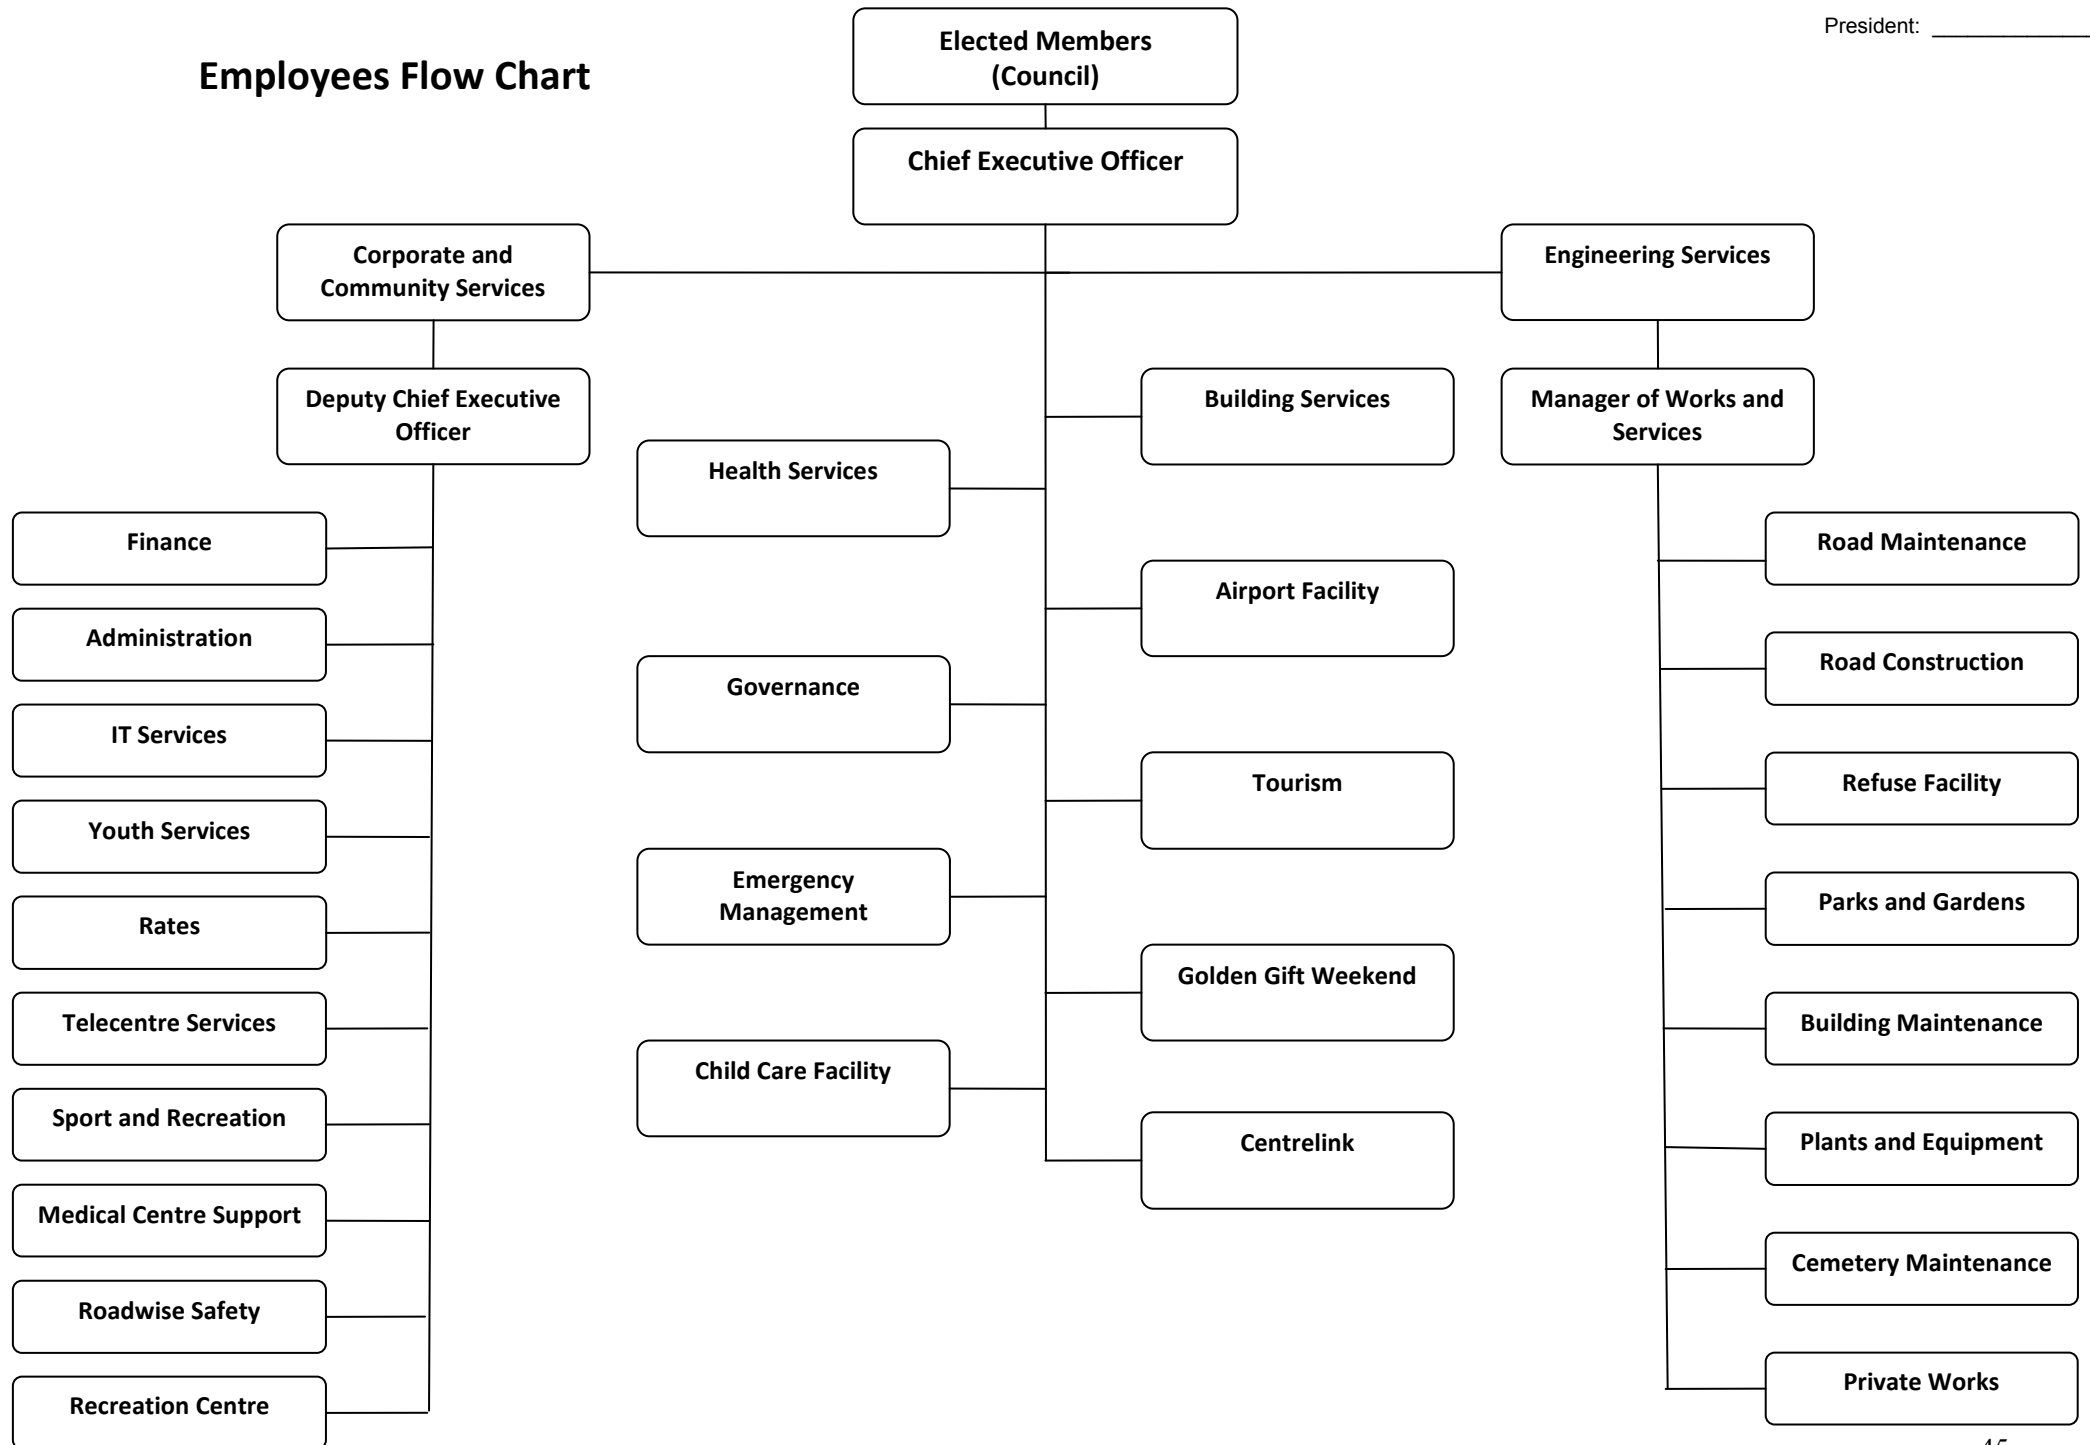 President: _______________
Employees Flow Chart
Elected Members
(Council)
Chief Executive Officer
Corporate and
Community Services
Engineering Services
Deputy Chief Executive
Officer
Building Services
Manager of Works and
Services
Health Services
Finance
Road Maintenance
Airport Facility
Administration
Road Construction
Governance
IT Services
Tourism
Refuse Facility
Youth Services
Emergency
Management
Parks and Gardens
Rates
Golden Gift Weekend
Telecentre Services
Building Maintenance
Child Care Facility
Sport and Recreation
Centrelink
Plants and Equipment
Medical Centre Support
Cemetery Maintenance
Roadwise Safety
Private Works
Recreation Centre